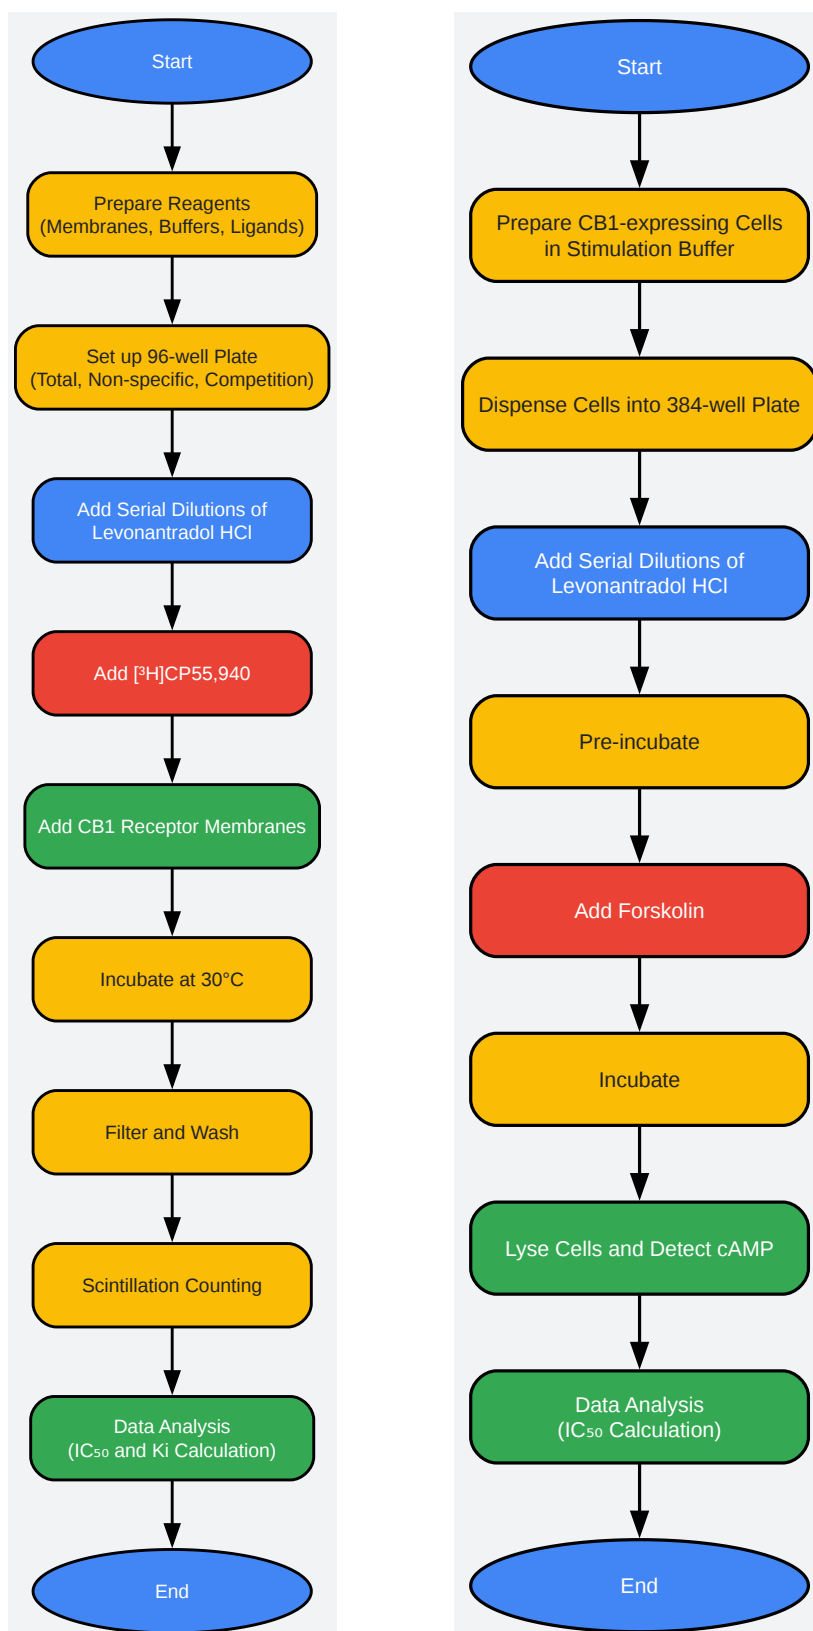 Start
Prepare Reagents
(Membranes, Buffers, Ligands)
Set up 96-well Plate
(Total, Non-specific, Competition)
Add Serial Dilutions of
Levonantradol HCl
Add [³H]CP55,940
Add CB1 Receptor Membranes
Incubate at 30°C
Filter and Wash
Scintillation Counting
Data Analysis
(IC₅₀ and Ki Calculation)
End
Start
Prepare CB1-expressing Cells
in Stimulation Buffer
Dispense Cells into 384-well Plate
Add Serial Dilutions of
Levonantradol HCl
Pre-incubate
Add Forskolin
Incubate
Lyse Cells and Detect cAMP
Data Analysis
(IC₅₀ Calculation)
End